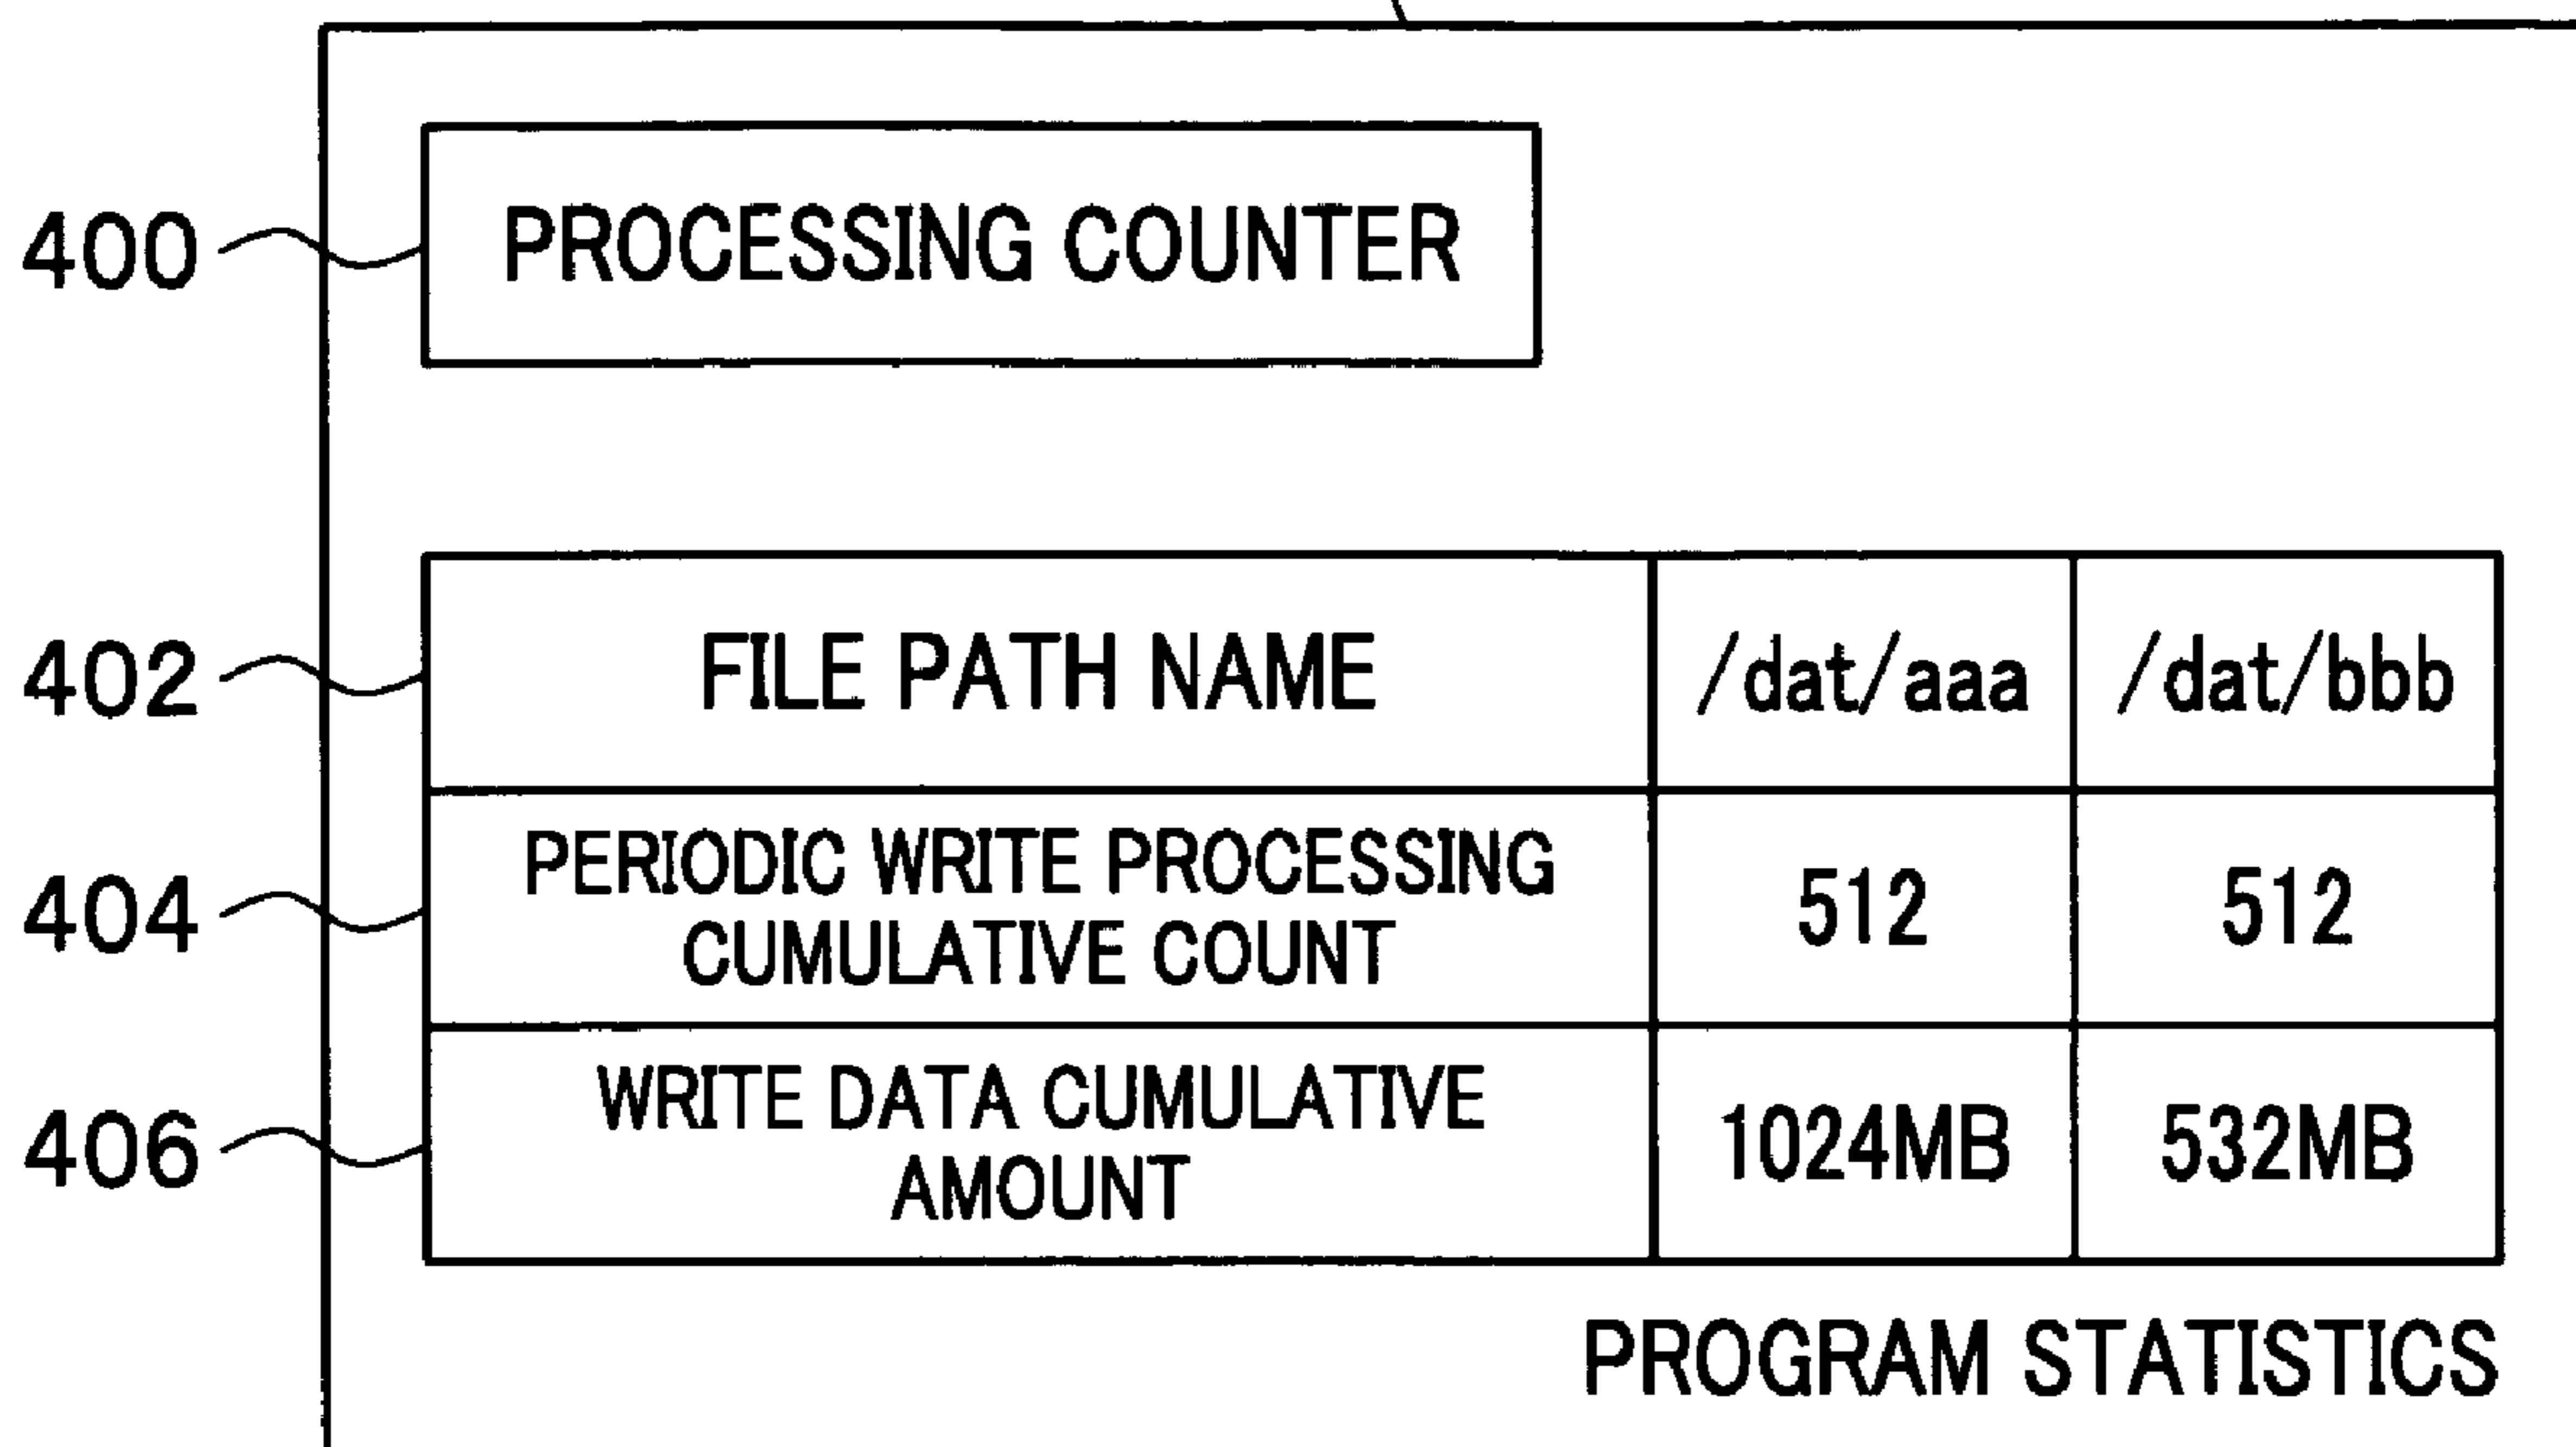 400 PROCESSING COUNTER
402 FILE PATH NAME /dat/aaa /dat/bbb
404 PERIODIC WRITE PROCESSING CUMULATIVE COUNT 512 512
406 WRITE DATA CUMULATIVE AMOUNT 1024MB 532MB
PROGRAM STATISTICS